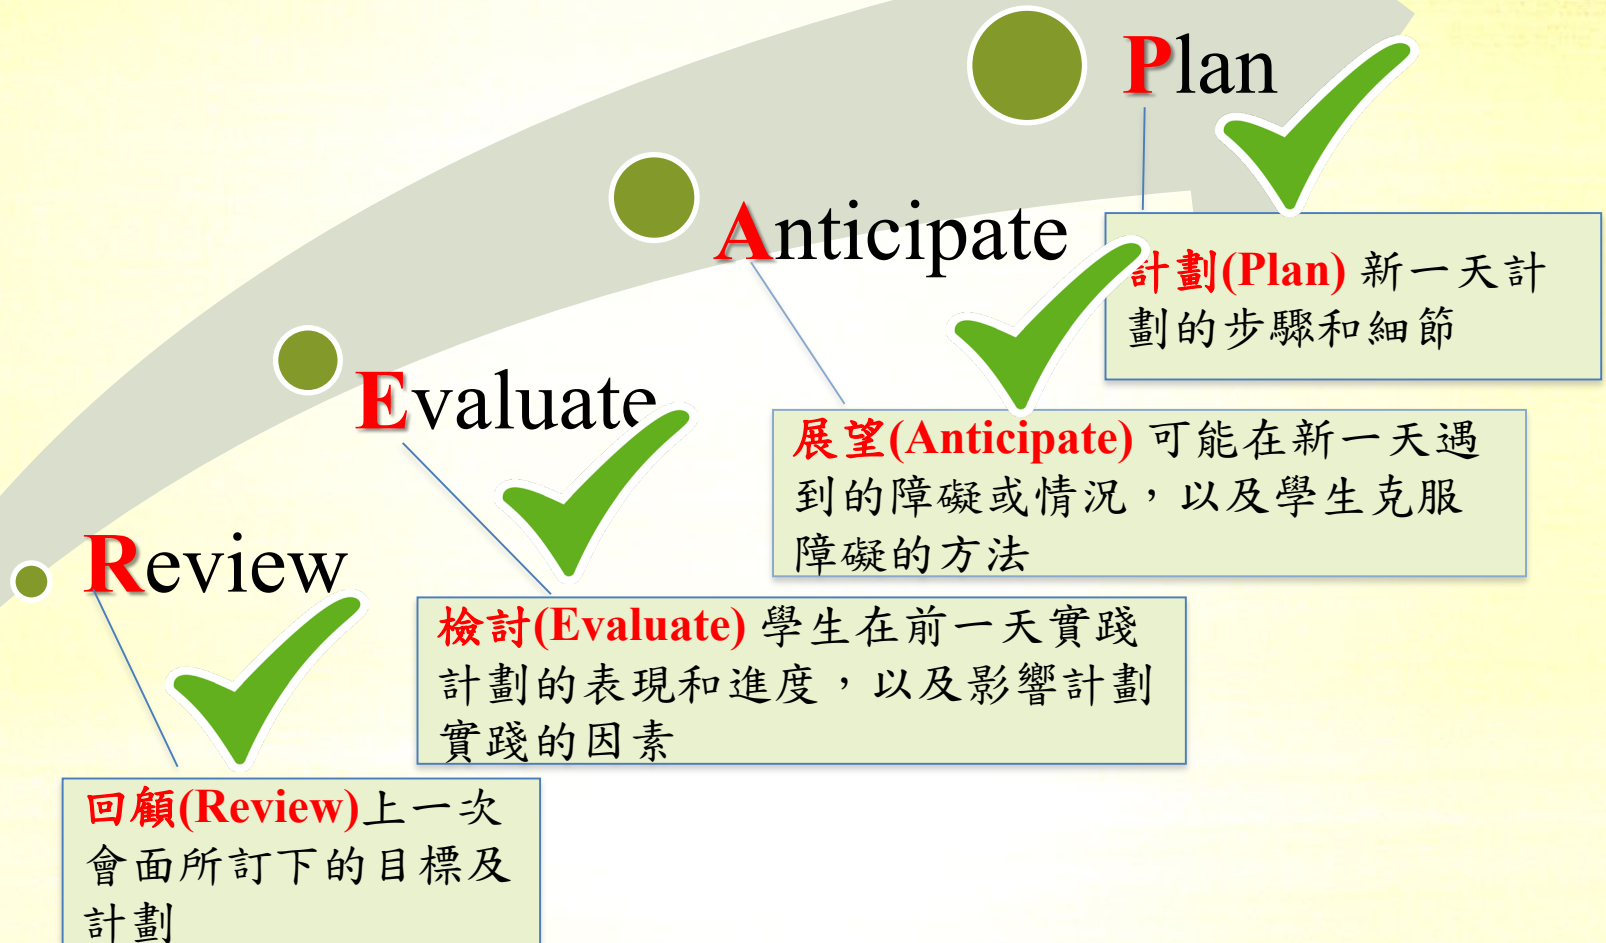 Plan
計劃(Plan) 新一天計
劃的步驟和細節
Anticipate
展望(Anticipate) 可能在新一天遇
到的障礙或情況，以及學生克服
障礙的方法
Evaluate
檢討(Evaluate) 學生在前一天實踐
計劃的表現和進度，以及影響計劃
實踐的因素
Review
回顧(Review)上一次
會面所訂下的目標及
計劃